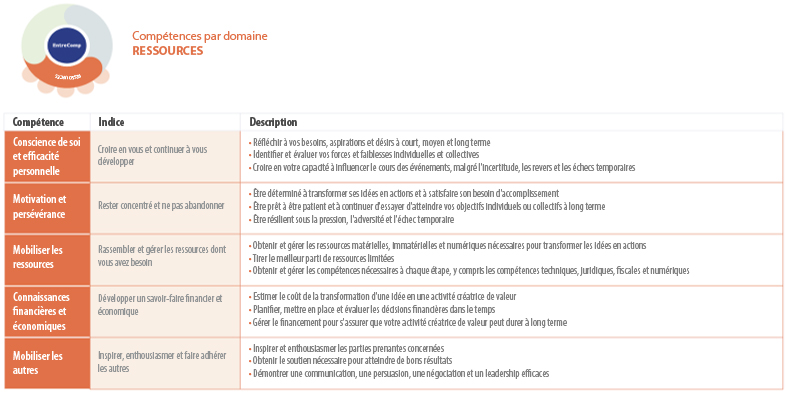 EntreComp
RESSOURCES
Compétences par domaine
RESSOURCES
Compétence Indice Description
Conscience de soi et efficacité personnelle
Croire en vous et continuer à vous développer
• Réfléchir à vos besoins, aspirations et désirs à court, moyen et long terme
• Identifier et évaluer vos forces et faiblesses individuelles et collectives
• Croire en votre capacité à influencer le cours des événements, malgré l'incertitude, les revers et les échecs temporaires
Motivation et persévérance
Rester concentré et ne pas abandonner
• Être déterminé à transformer ses idées en actions et à satisfaire son besoin d'accomplissement
• Être prêt à être patient et à continuer d'essayer d'atteindre vos objectifs individuels ou collectifs à long terme
• Être résilient sous la pression, l'adversité et l'échec temporaire
Mobiliser les ressources
Rassembler et gérer les ressources dont vous avez besoin
• Obtenir et gérer les ressources matérielles, immatérielles et numériques nécessaires pour transformer les idées en actions
• Tirer le meilleur parti de ressources limitées
• Obtenir et gérer les compétences nécessaires à chaque étape, y compris les compétences techniques, juridiques, fiscales et numériques
Connaissances financières et économiques
Développer un savoir-faire financier et économique
• Estimer le coût de la transformation d'une idée en une activité créatrice de valeur
• Planifier, mettre en place et évaluer les décisions financières dans le temps
• Gérer le financement pour s'assurer que votre activité créatrice de valeur peut durer à long terme
Mobiliser les autres
Inspirer, enthousiasmer et faire adhérer les autres
• Inspirer et enthousiasmer les parties prenantes concernées
• Obtenir le soutien nécessaire pour atteindre de bons résultats
• Démontrer une communication, une persuasion, une négociation et un leadership efficaces